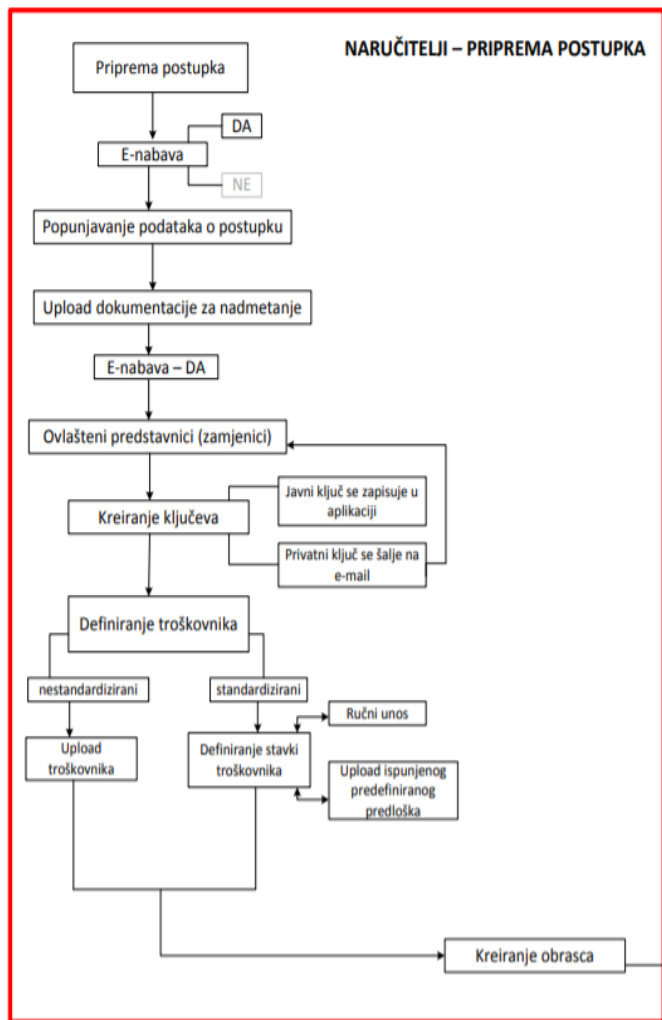 NARUČITELJI – PRIPREMA POSTUPKA
Priprema postupka
DA
E-nabava
NE
Popunjavanje podataka o postupku
Upload dokumentacije za nadmetanje
E-nabava – DA
Ovlašteni predstavnici (zamjenici)
Javni ključ se zapisuje u
aplikaciji
Kreiranje ključeva
Privatni ključ se šalje na
e-mail
Definiranje troškovnika
nestandardizirani
standardizirani
Ručni unos
Upload
troškovnika
Definiranje stavki
troškovnika
Upload ispunjenog
predefiniranog
predloška
Kreiranje obrasca